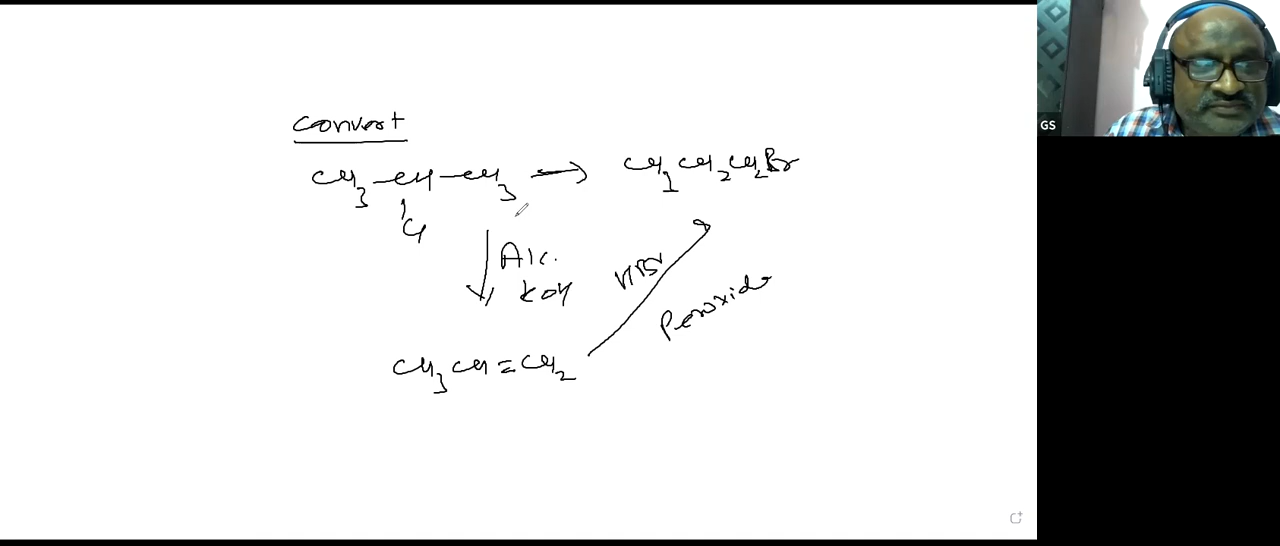 Convert
CH3-CH-CH3 → CH3CH2CH2Br
Cl
Alc.
KOH
HBr
Peroxide
CH3CH=CH2
GS